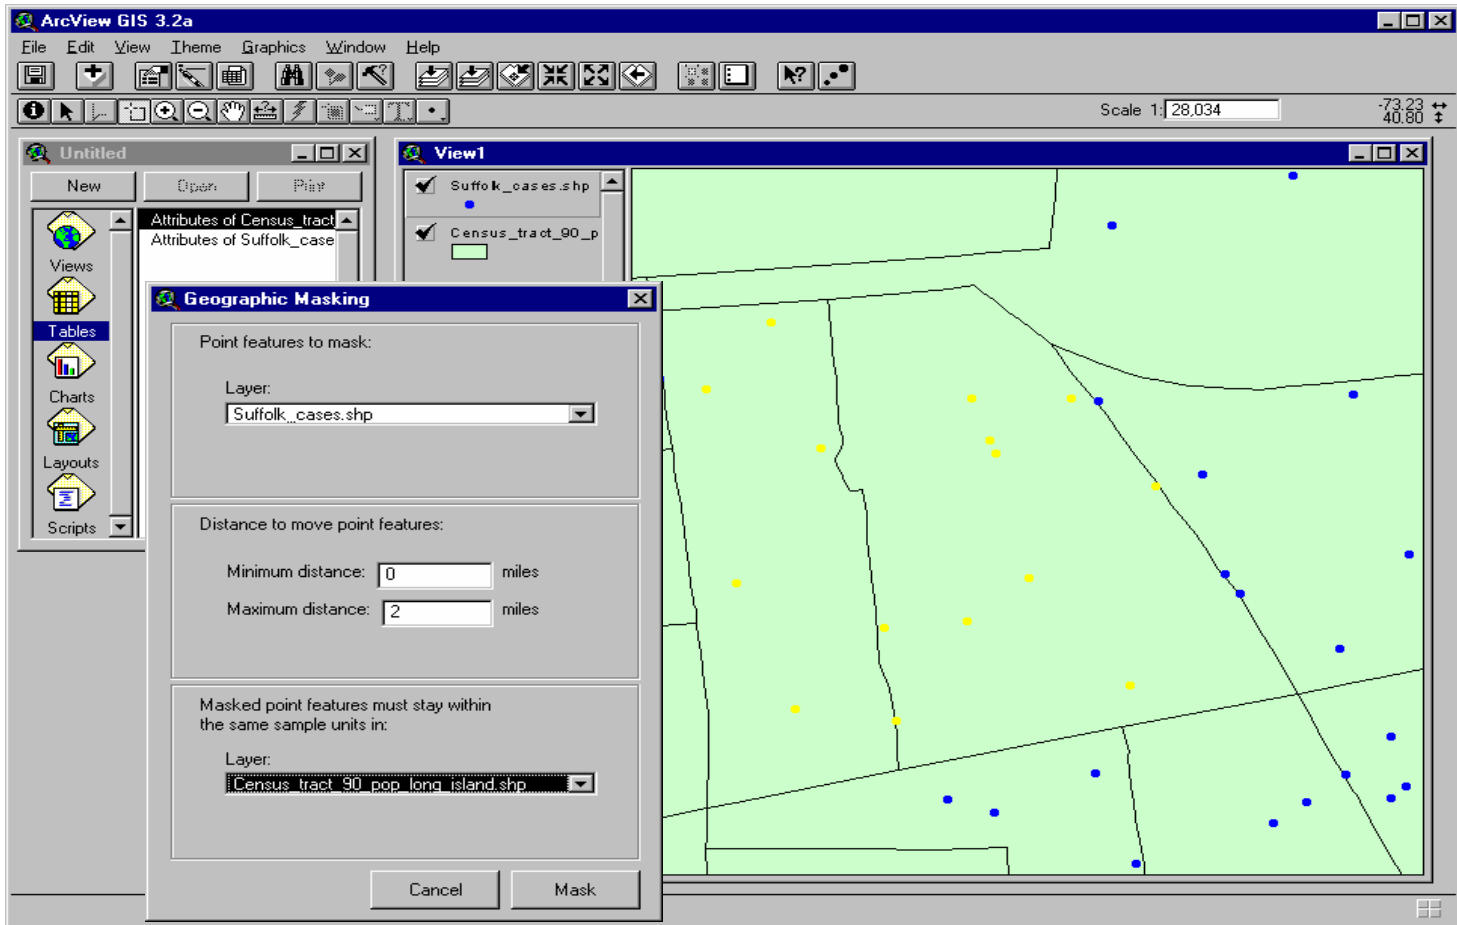 ArcView GIS 3.2a
File Edit View Theme Graphics Window Help
Scale 1: 28,034
-73.23
40.80
Untitled
New Open Print
Attributes of Census_tract
Attributes of Suffolk_case
Views
Tables
Charts
Layouts
Scripts
View1
Suffolk_cases.shp
Census_tract_90_p
Geographic Masking
Point features to mask:
Layer:
Suffolk_cases.shp
Distance to move point features:
Minimum distance: 0 miles
Maximum distance: 2 miles
Masked point features must stay within
the same sample units in:
Layer:
Census_tract_90_pop_long_island.shp
Cancel Mask